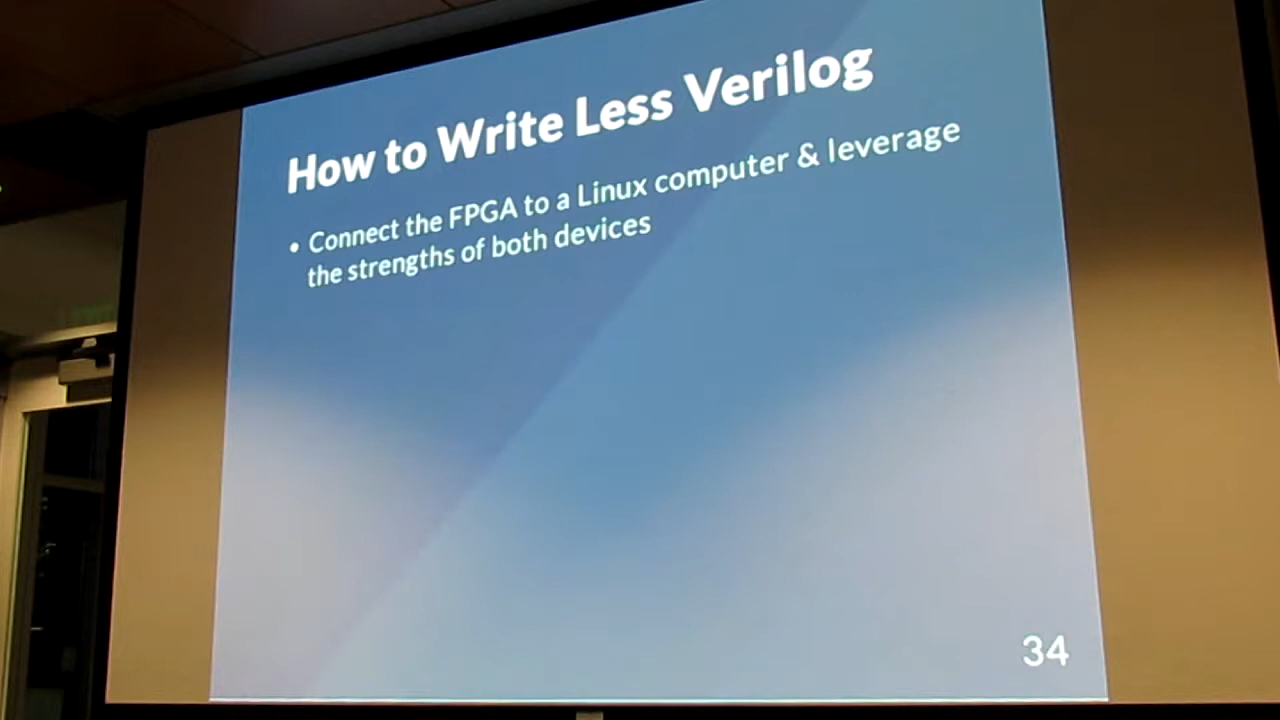 How to Write Less Verilog
• Connect the FPGA to a Linux computer & leverage
the strengths of both devices
34